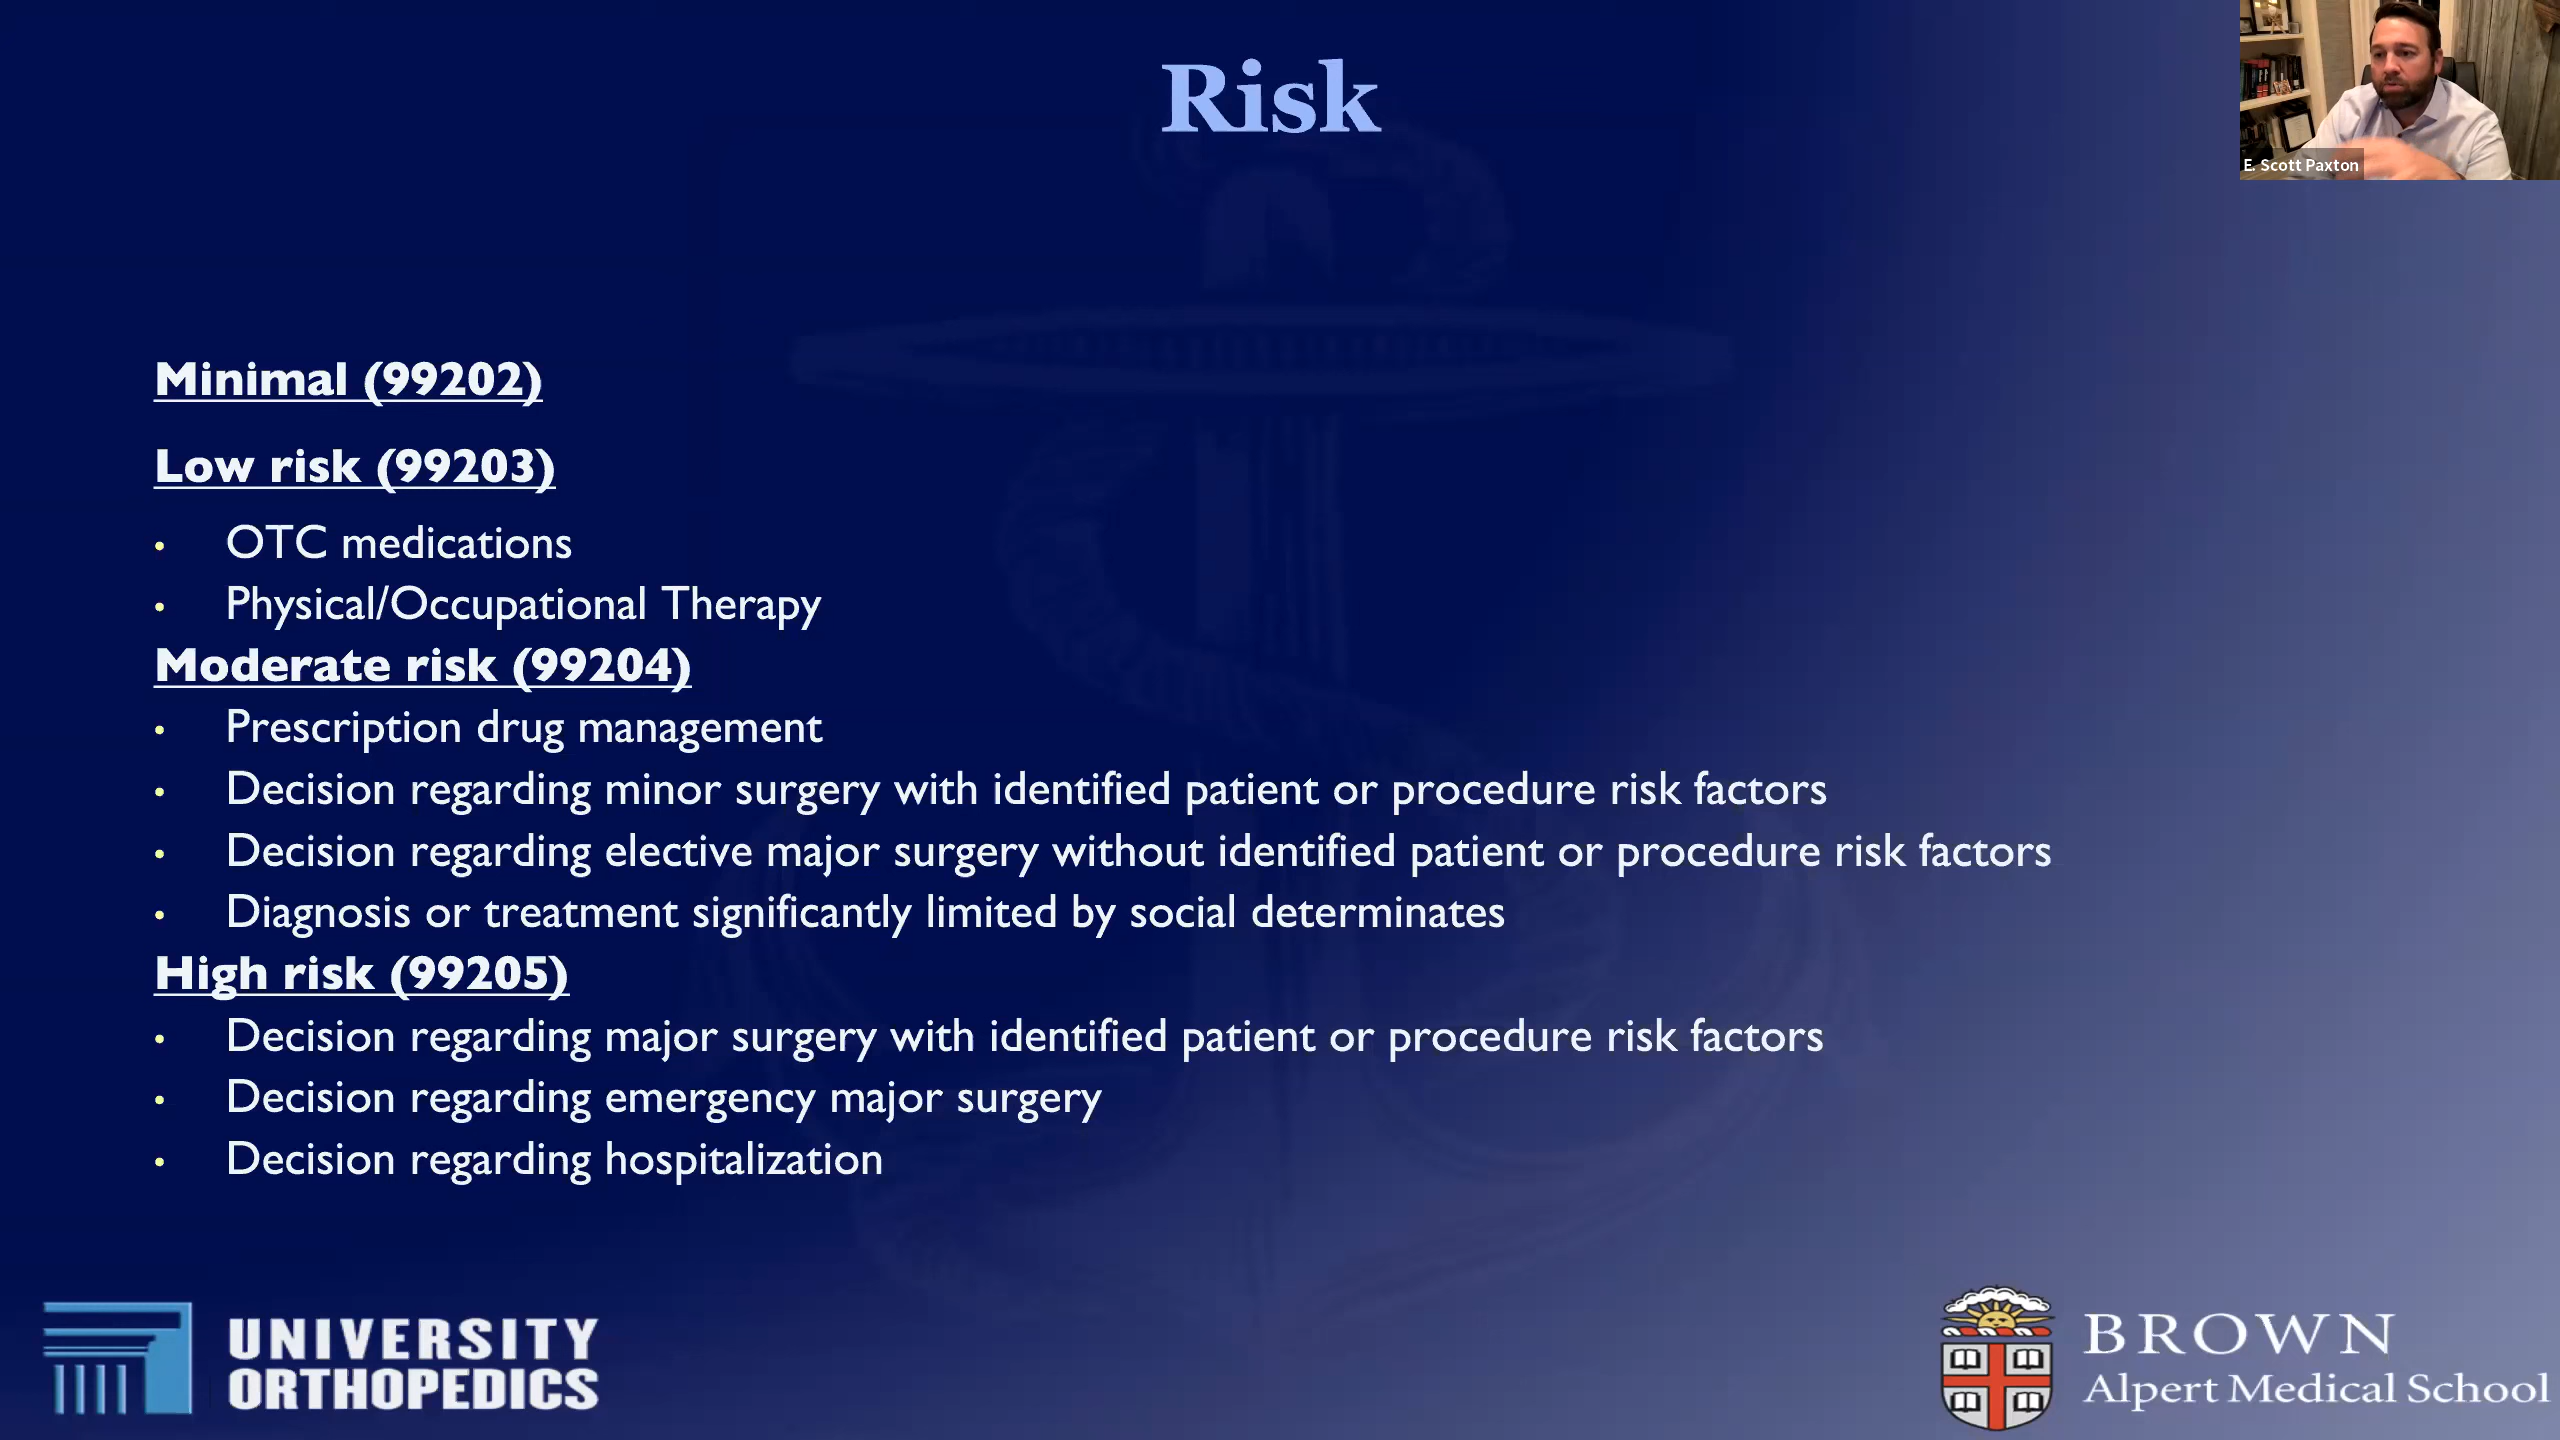 Risk
E. Scott Paxton
Minimal (99202)
Low risk (99203)
• OTC medications
• Physical/Occupational Therapy
Moderate risk (99204)
• Prescription drug management
• Decision regarding minor surgery with identified patient or procedure risk factors
• Decision regarding elective major surgery without identified patient or procedure risk factors
• Diagnosis or treatment significantly limited by social determinates
High risk (99205)
• Decision regarding major surgery with identified patient or procedure risk factors
• Decision regarding emergency major surgery
• Decision regarding hospitalization
UNIVERSITY
ORTHOPEDICS
BROWN
Alpert Medical School